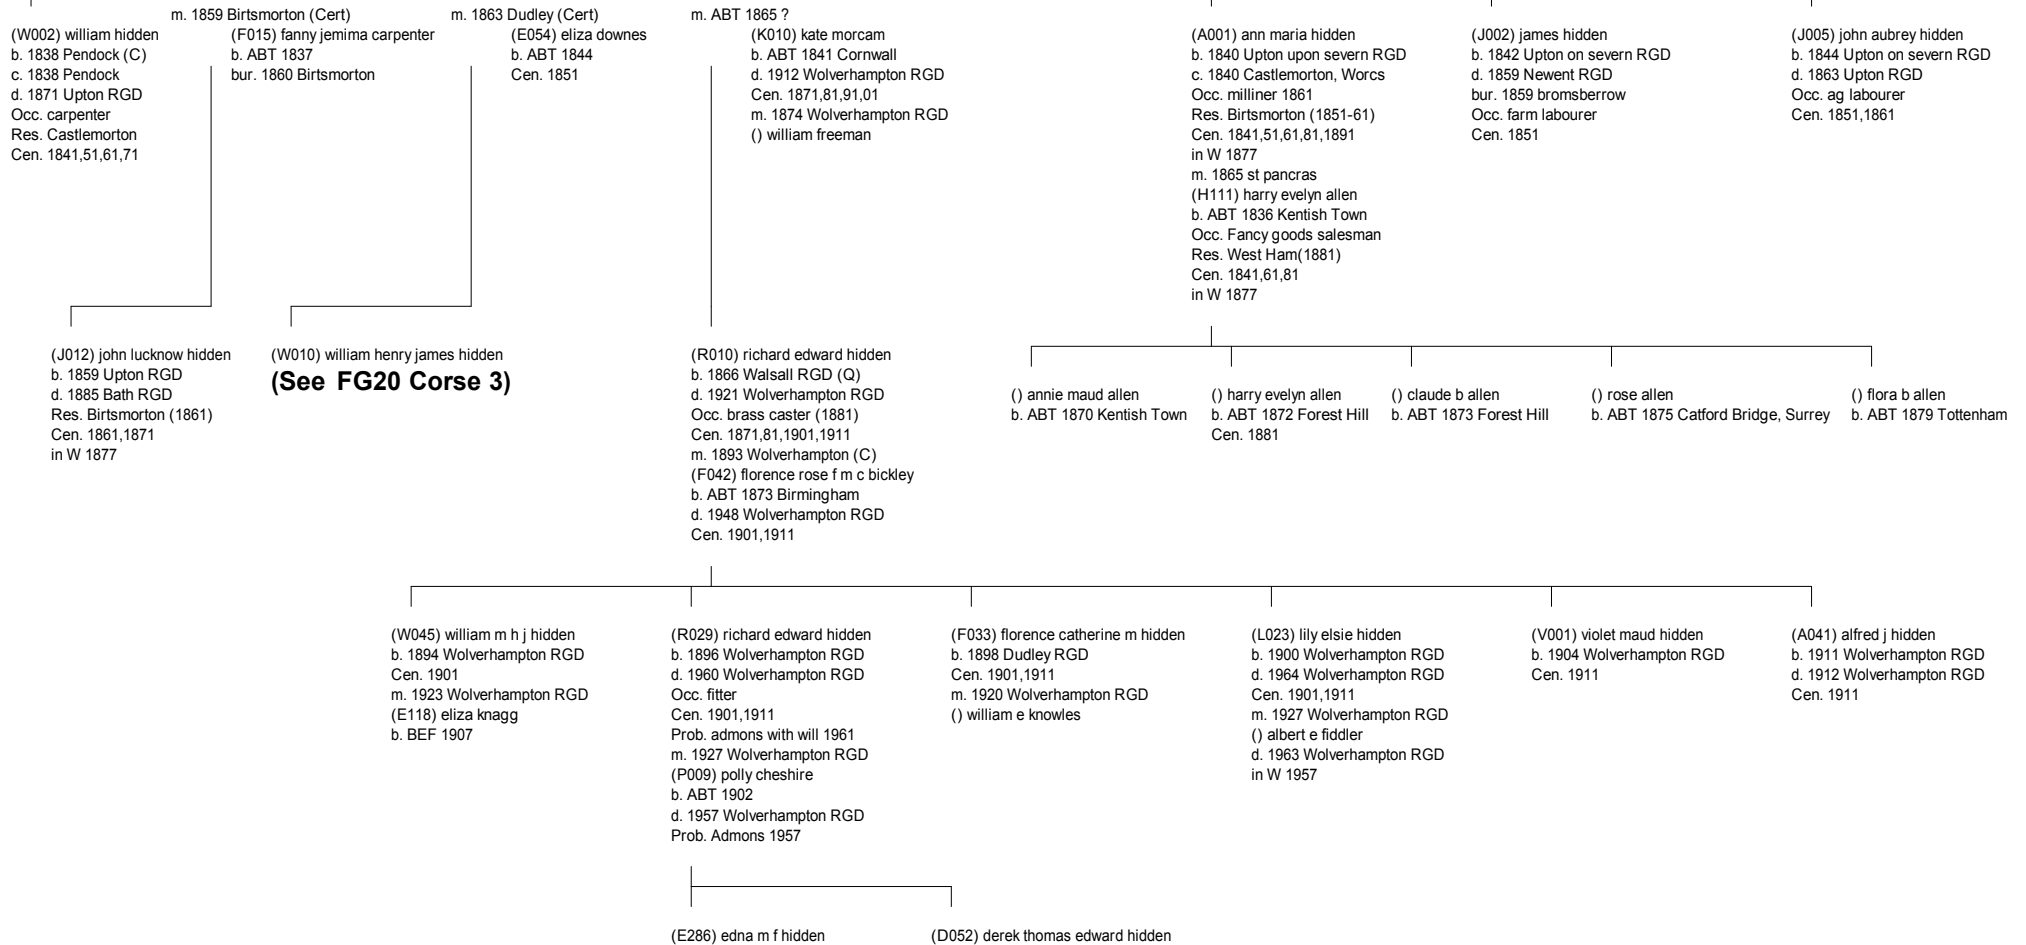 m. 1859 Birtsmorton (Cert)
m. 1863 Dudley (Cert)
m. ABT 1865 ?
(W002) william hidden
b. 1838 Pendock (C)
c. 1838 Pendock
d. 1871 Upton RGD
Occ. carpenter
Res. Castlemorton
Cen. 1841,51,61,71
(F015) fanny jemima carpenter
b. ABT 1837
bur. 1860 Birtsmorton
(E054) eliza downes
b. ABT 1844
Cen. 1851
(K010) kate morcam
b. ABT 1841 Cornwall
d. 1912 Wolverhampton RGD
Cen. 1871,81,91,01
m. 1874 Wolverhampton RGD
() william freeman
(A001) ann maria hidden
b. 1840 Upton upon severn RGD
c. 1840 Castlemorton, Worcs
Occ. milliner 1861
Res. Birtsmorton (1851-61)
Cen. 1841,51,61,81,1891
in W 1877
m. 1865 st pancras
(H111) harry evelyn allen
b. ABT 1836 Kentish Town
Occ. Fancy goods salesman
Res. West Ham(1881)
Cen. 1841,61,81
in W 1877
(J002) james hidden
b. 1842 Upton on severn RGD
d. 1859 Newent RGD
bur. 1859 bromsberrow
Occ. farm labourer
Cen. 1851
(J005) john aubrey hidden
b. 1844 Upton on severn RGD
d. 1863 Upton RGD
Occ. ag labourer
Cen. 1851,1861
(J012) john lucknow hidden
b. 1859 Upton RGD
d. 1885 Bath RGD
Res. Birtsmorton (1861)
Cen. 1861,1871
in W 1877
(W010) william henry james hidden
(See FG20 Corse 3)
(R010) richard edward hidden
b. 1866 Walsall RGD (Q)
d. 1921 Wolverhampton RGD
Occ. brass caster (1881)
Cen. 1871,81,1901,1911
m. 1893 Wolverhampton (C)
(F042) florence rose f m c bickley
b. ABT 1873 Birmingham
d. 1948 Wolverhampton RGD
Cen. 1901,1911
() annie maud allen
b. ABT 1870 Kentish Town
() harry evelyn allen
b. ABT 1872 Forest Hill
Cen. 1881
() claude b allen
b. ABT 1873 Forest Hill
() rose allen
b. ABT 1875 Catford Bridge, Surrey
() flora b allen
b. ABT 1879 Tottenham
(W045) william m h j hidden
b. 1894 Wolverhampton RGD
Cen. 1901
m. 1923 Wolverhampton RGD
(E118) eliza knagg
b. BEF 1907
(R029) richard edward hidden
b. 1896 Wolverhampton RGD
d. 1960 Wolverhampton RGD
Occ. fitter
Cen. 1901,1911
Prob. admons with will 1961
m. 1927 Wolverhampton RGD
(P009) polly cheshire
b. ABT 1902
d. 1957 Wolverhampton RGD
Prob. Admons 1957
(F033) florence catherine m hidden
b. 1898 Dudley RGD
Cen. 1901,1911
m. 1920 Wolverhampton RGD
() william e knowles
(L023) lily elsie hidden
b. 1900 Wolverhampton RGD
d. 1964 Wolverhampton RGD
Cen. 1901,1911
m. 1927 Wolverhampton RGD
() albert e fiddler
d. 1963 Wolverhampton RGD
in W 1957
(V001) violet maud hidden
b. 1904 Wolverhampton RGD
Cen. 1911
(A041) alfred j hidden
b. 1911 Wolverhampton RGD
d. 1912 Wolverhampton RGD
Cen. 1911
(E286) edna m f hidden
(D052) derek thomas edward hidden